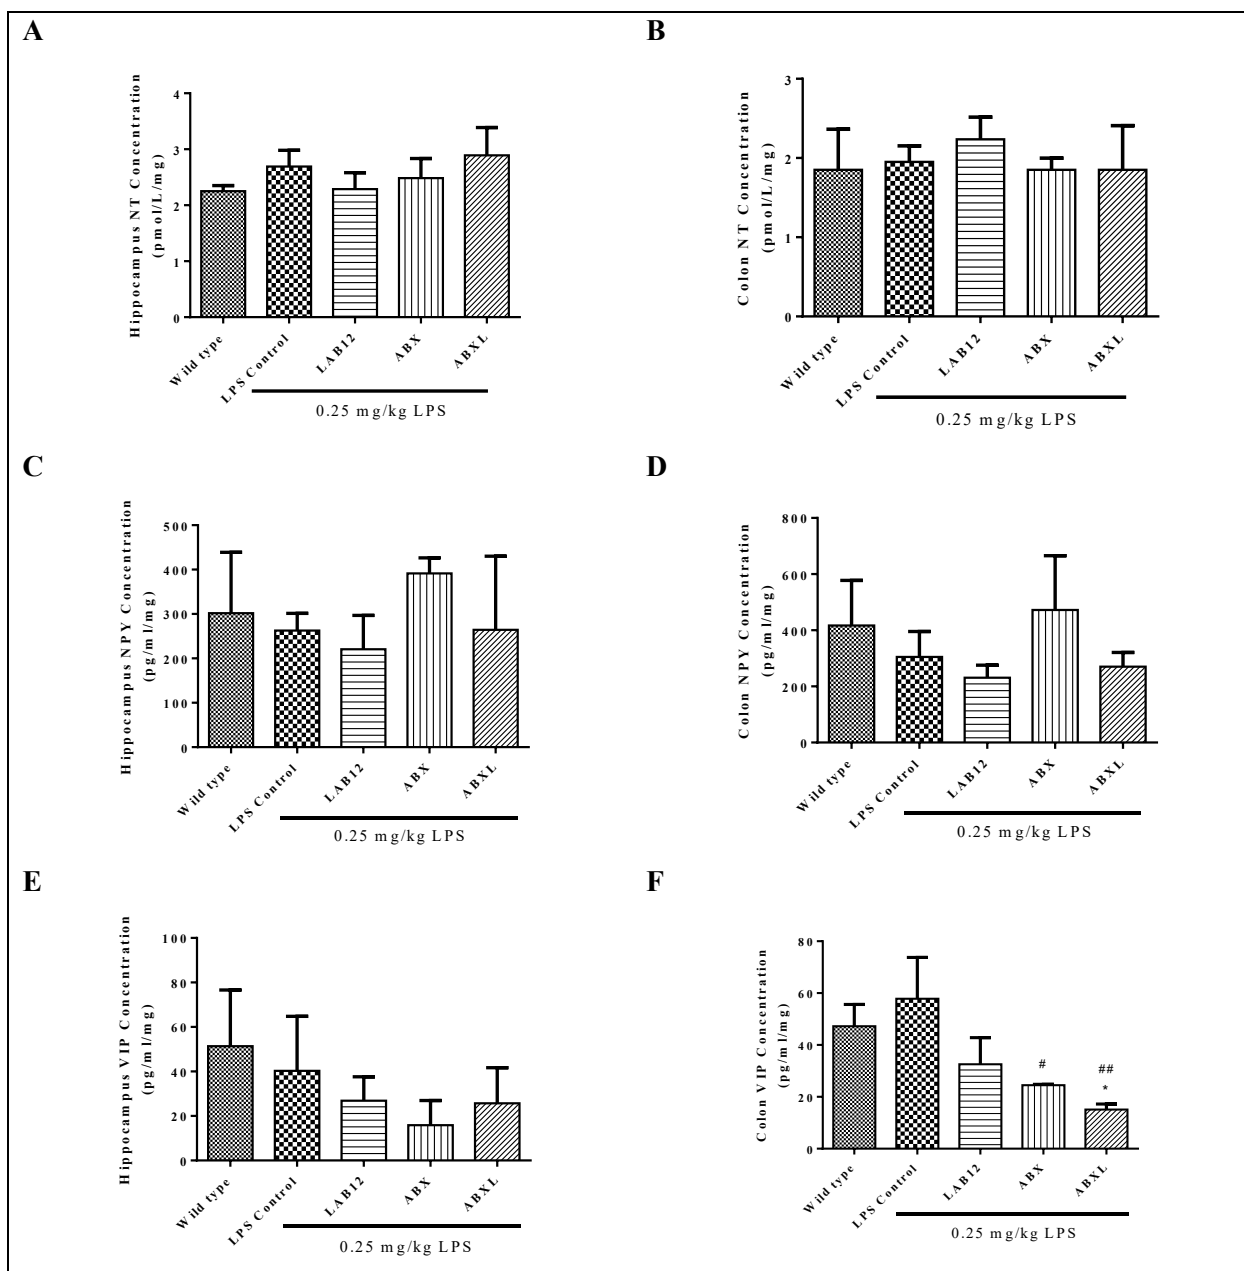 A
Hippocampus NT Concentration
(pmol/L/mg)
4
3
2
1
0
Wild type
LPS Control
LAB12
ABX
ABXL
0.25 mg/kg LPS
B
Colon NT Concentration
(pmol/L/mg)
3
2
1
0
Wild type
LPS Control
LAB12
ABX
ABXL
0.25 mg/kg LPS
C
Hippocampus NPY Concentration
(pg/ml/mg)
500
400
300
200
100
0
Wild type
LPS Control
LAB12
ABX
ABXL
0.25 mg/kg LPS
D
Colon NPY Concentration
(pg/ml/mg)
800
600
400
200
0
Wild type
LPS Control
LAB12
ABX
ABXL
0.25 mg/kg LPS
E
Hippocampus VIP Concentration
(pg/ml/mg)
100
80
60
40
20
0
Wild type
LPS Control
LAB12
ABX
ABXL
0.25 mg/kg LPS
F
Colon VIP Concentration
(pg/ml/mg)
80
60
40
20
0
#
##
*
Wild type
LPS Control
LAB12
ABX
ABXL
0.25 mg/kg LPS